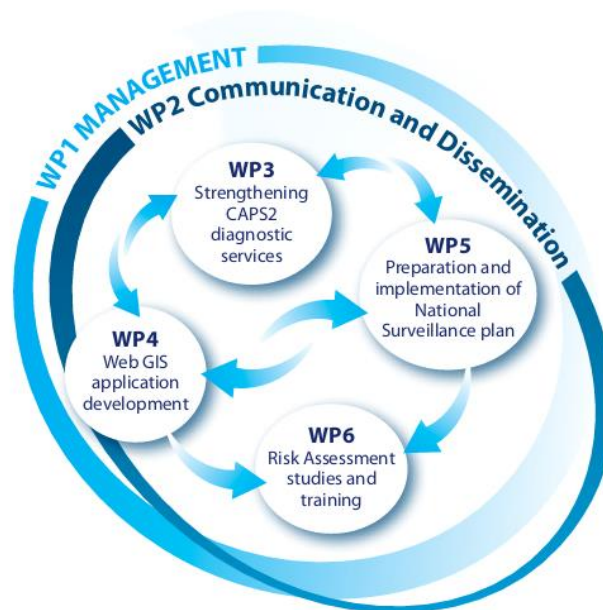 WP1 MANAGEMENT
WP2 Communication and Dissemination
WP3
Strengthening
CAPS2
diagnostic
services
WP5
Preparation and
implementation of
National
Surveillance plan
WP4
Web GIS
application
development
WP6
Risk Assessment
studies and
training